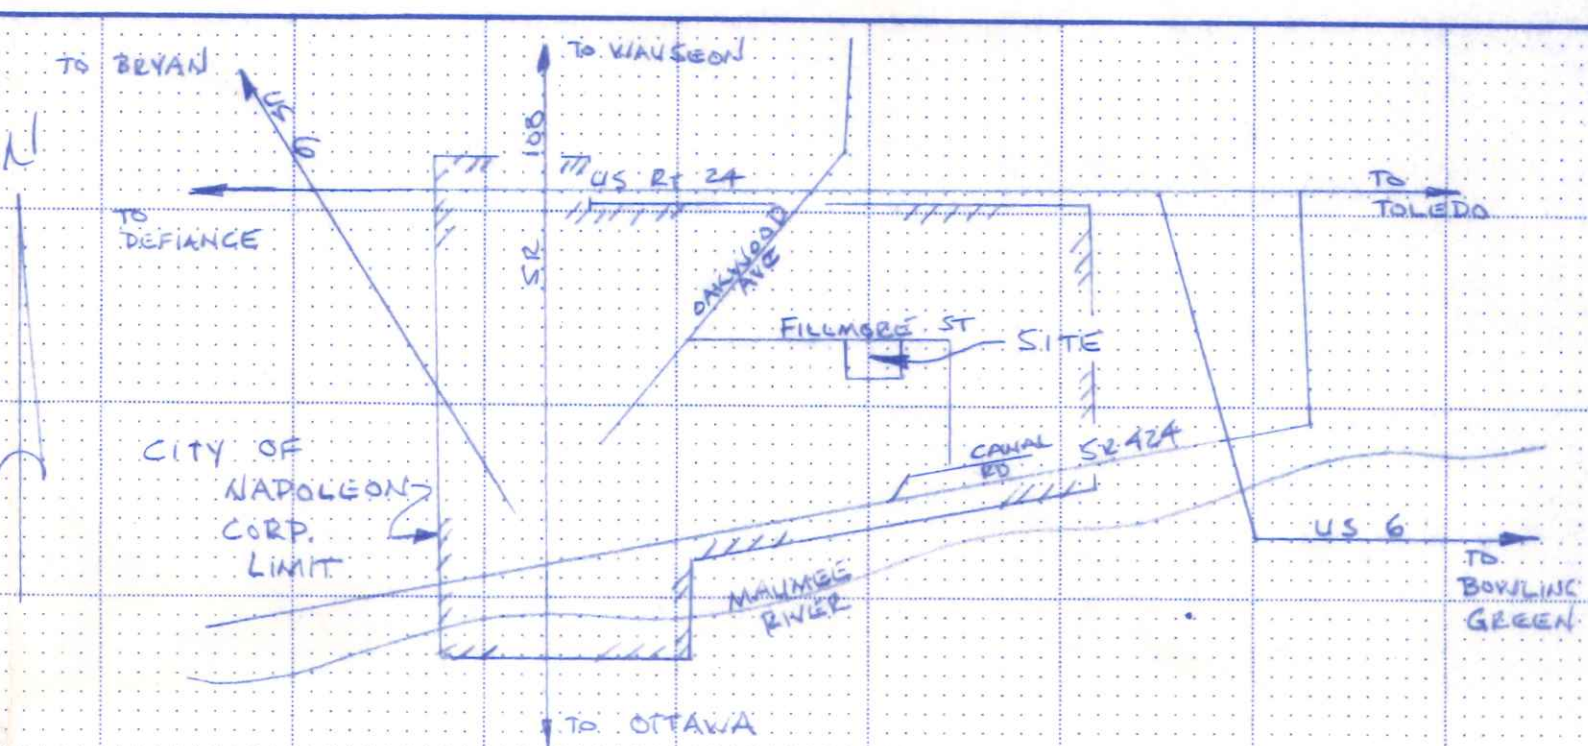 TO BRYAN
TO WAUSEON
N
US 6
SR 108
US RT 24
TO
TOLEDO
TO
DEFIANCE
OAKWOOD
AVE
FILLMORE ST
SITE
CITY OF
NAPOLEON
CORP.
LIMIT
CANAL
RD
SR 424
US 6
MAUMEE
RIVER
TO
BOWLING
GREEN
TO OTTAWA